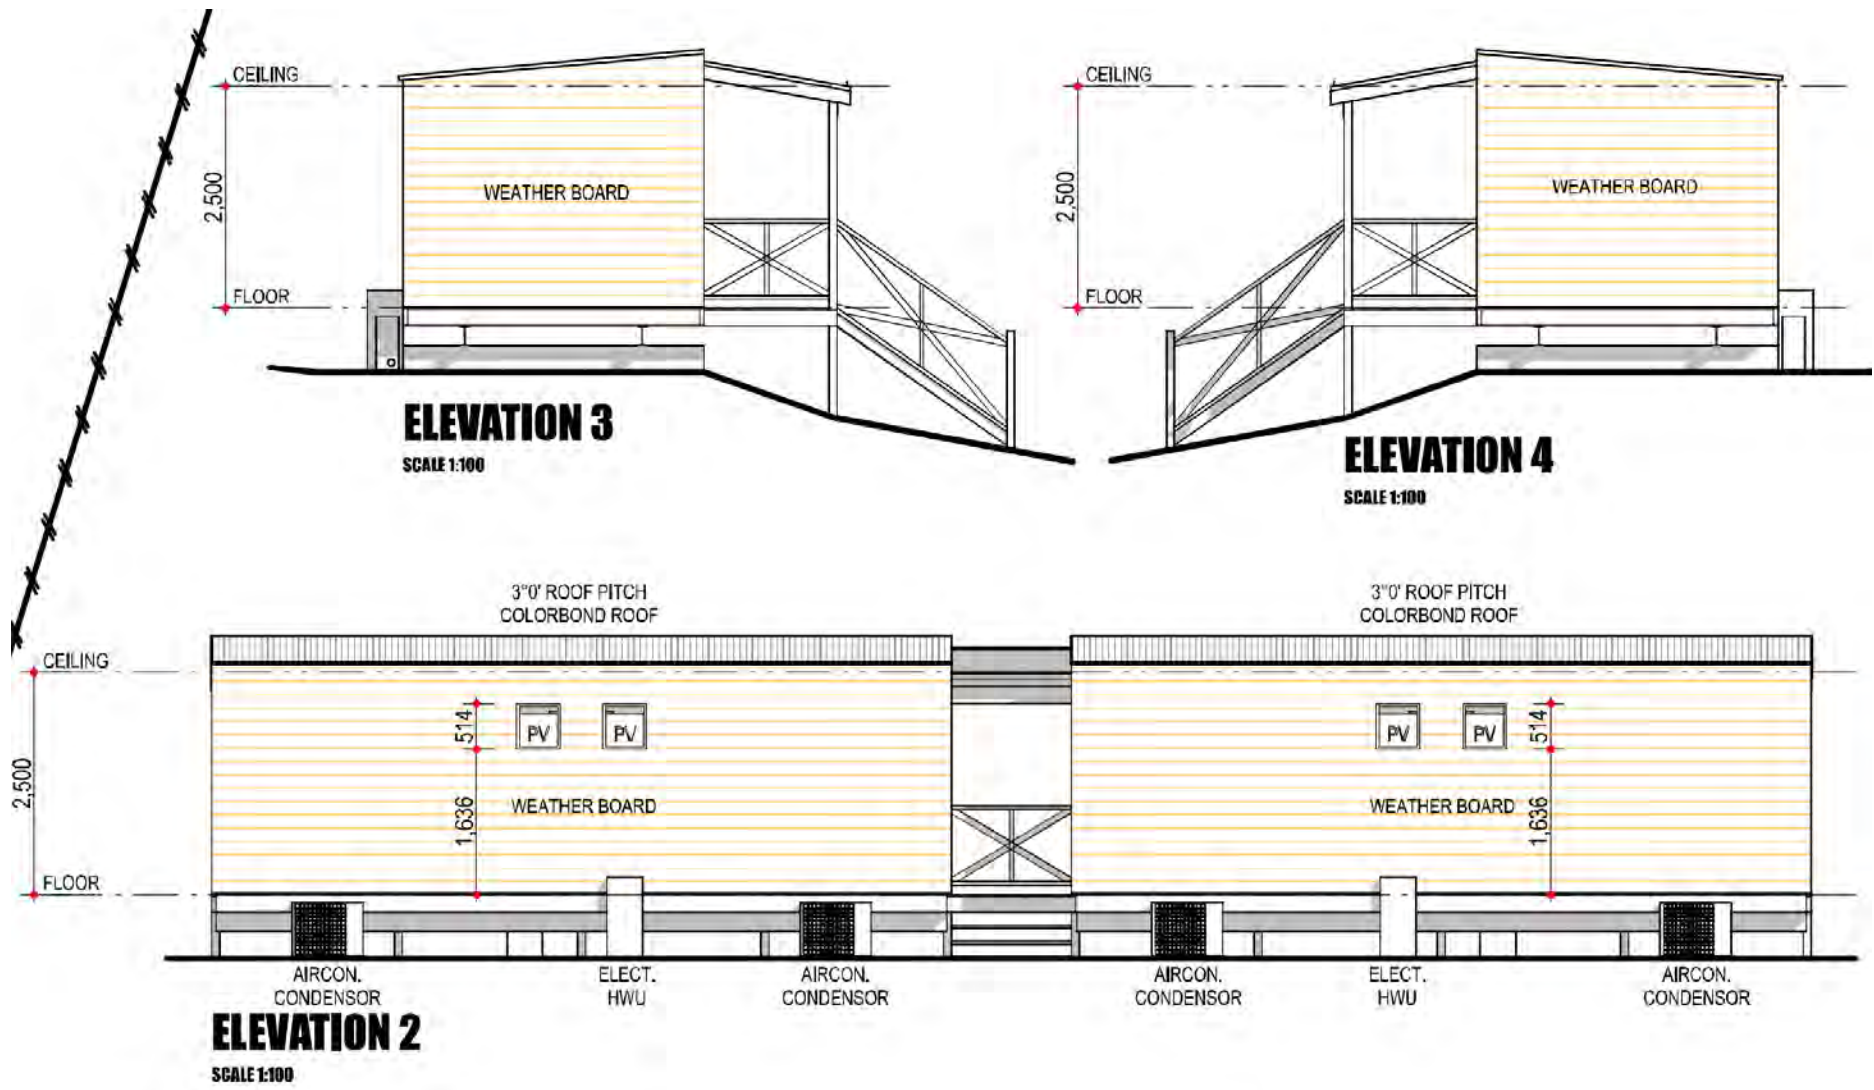 CEILING
2,500
WEATHER BOARD
FLOOR
ELEVATION 3
SCALE 1:100
CEILING
2,500
WEATHER BOARD
FLOOR
ELEVATION 4
SCALE 1:100
3°0' ROOF PITCH
COLORBOND ROOF
3°0' ROOF PITCH
COLORBOND ROOF
CEILING
2,500
514
PV
PV
PV
PV
514
1,636
WEATHER BOARD
WEATHER BOARD
1,636
FLOOR
AIRCON.
CONDENSOR
ELECT.
HWU
AIRCON.
CONDENSOR
AIRCON.
CONDENSOR
ELECT.
HWU
AIRCON.
CONDENSOR
ELEVATION 2
SCALE 1:100